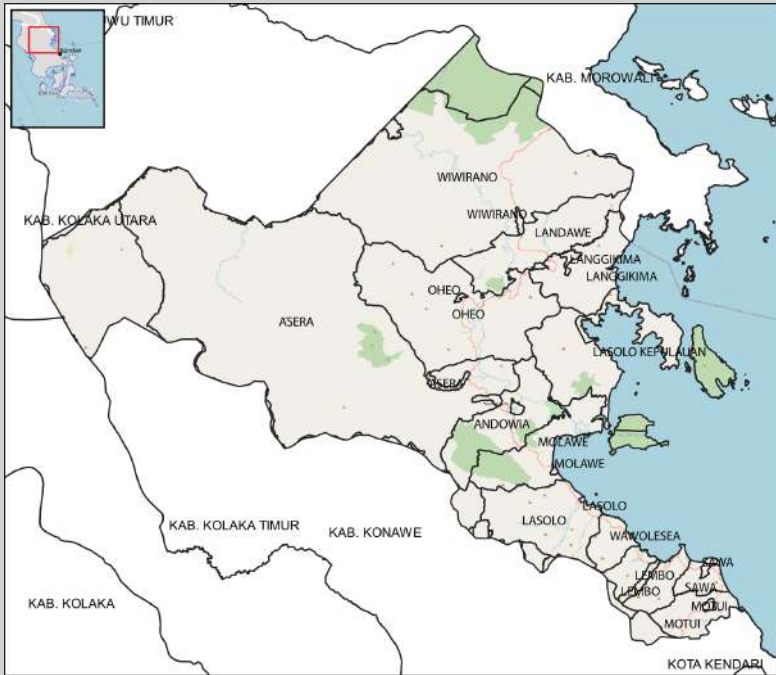 WU TIMUR
KAB. MOROWALI
WIWIRANO
WIWIRANO
KAB. KOLAKA UTARA
LANDAWE
LANGGIKIMA
LANGGIKIMA
OHEO
OHEO
ASERA
LASOLO KEPULAUAN
ASERA
ANDOWIA
MOLAWE
MOLAWE
LASOLO
LASOLO
KAB. KOLAKA TIMUR
KAB. KONAWE
WAWOLESEA
SAWA
LEMBO
SAWA
LEMBO
KAB. KOLAKA
MOTUI
MOTUI
KOTA KENDARI